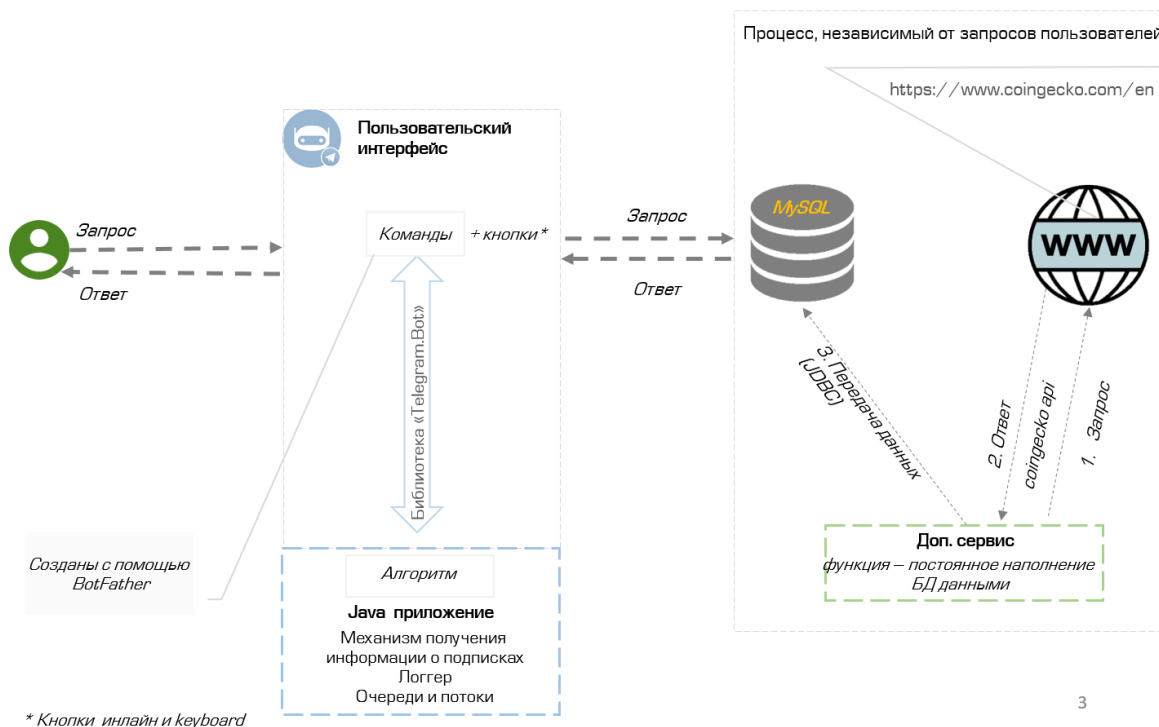 Процесс, независимый от запросов пользователей
https://www.coingecko.com/en
Пользовательский
интерфейс
Запрос
Ответ
Команды
+ кнопки*
Запрос
Ответ
MySQL
WWW
Библиотека «Telegram.Bot»
3. Передача данных
(JDBC)
2. Ответ
coingecko api
1. Запрос
Созданы с помощью
BotFather
Алгоритм
Java приложение
Механизм получения
информации о подписках
Логгер
Очереди и потоки
Доп. сервис
функция – постоянное наполнение
БД данными
* Кнопки инлайн и keyboard
3